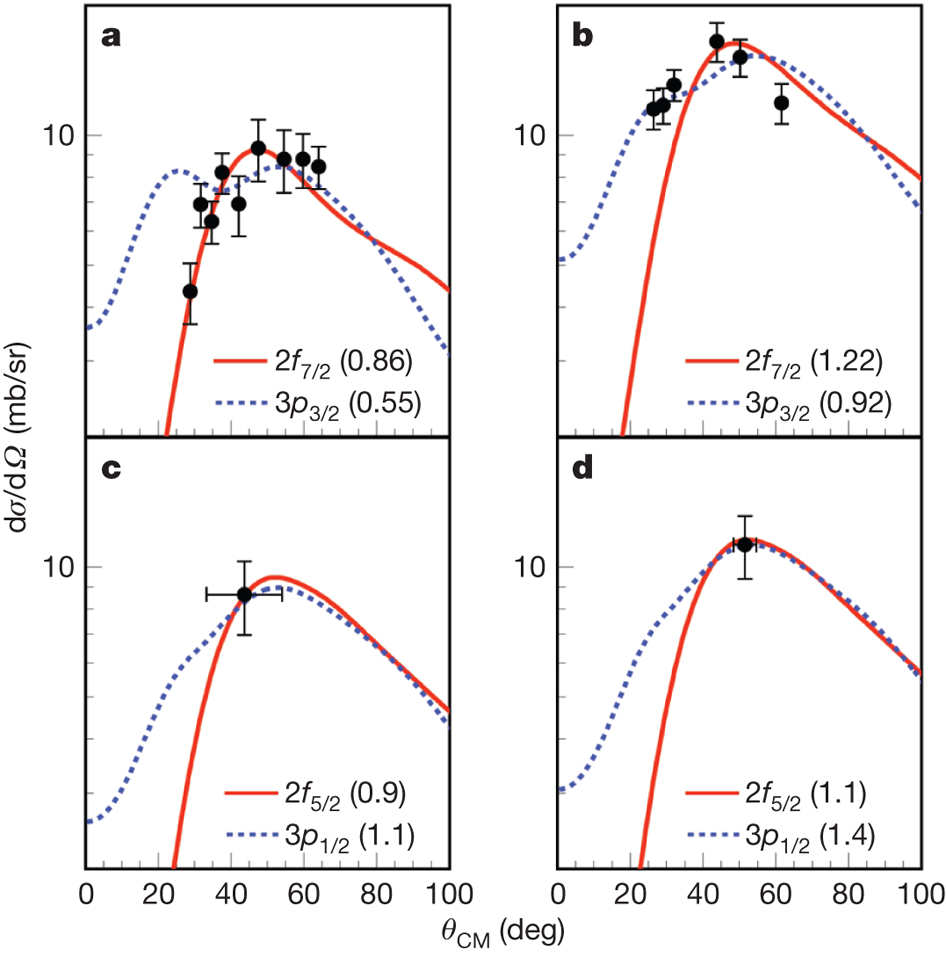 a
b
10
10
2f7/2 (0.86)
3p3/2 (0.55)
2f7/2 (1.22)
3p3/2 (0.92)
dσ/dΩ (mb/sr)
c
d
10
10
2f5/2 (0.9)
3p1/2 (1.1)
2f5/2 (1.1)
3p1/2 (1.4)
0 20 40 60 80 100
0 20 40 60 80 100
θCM (deg)